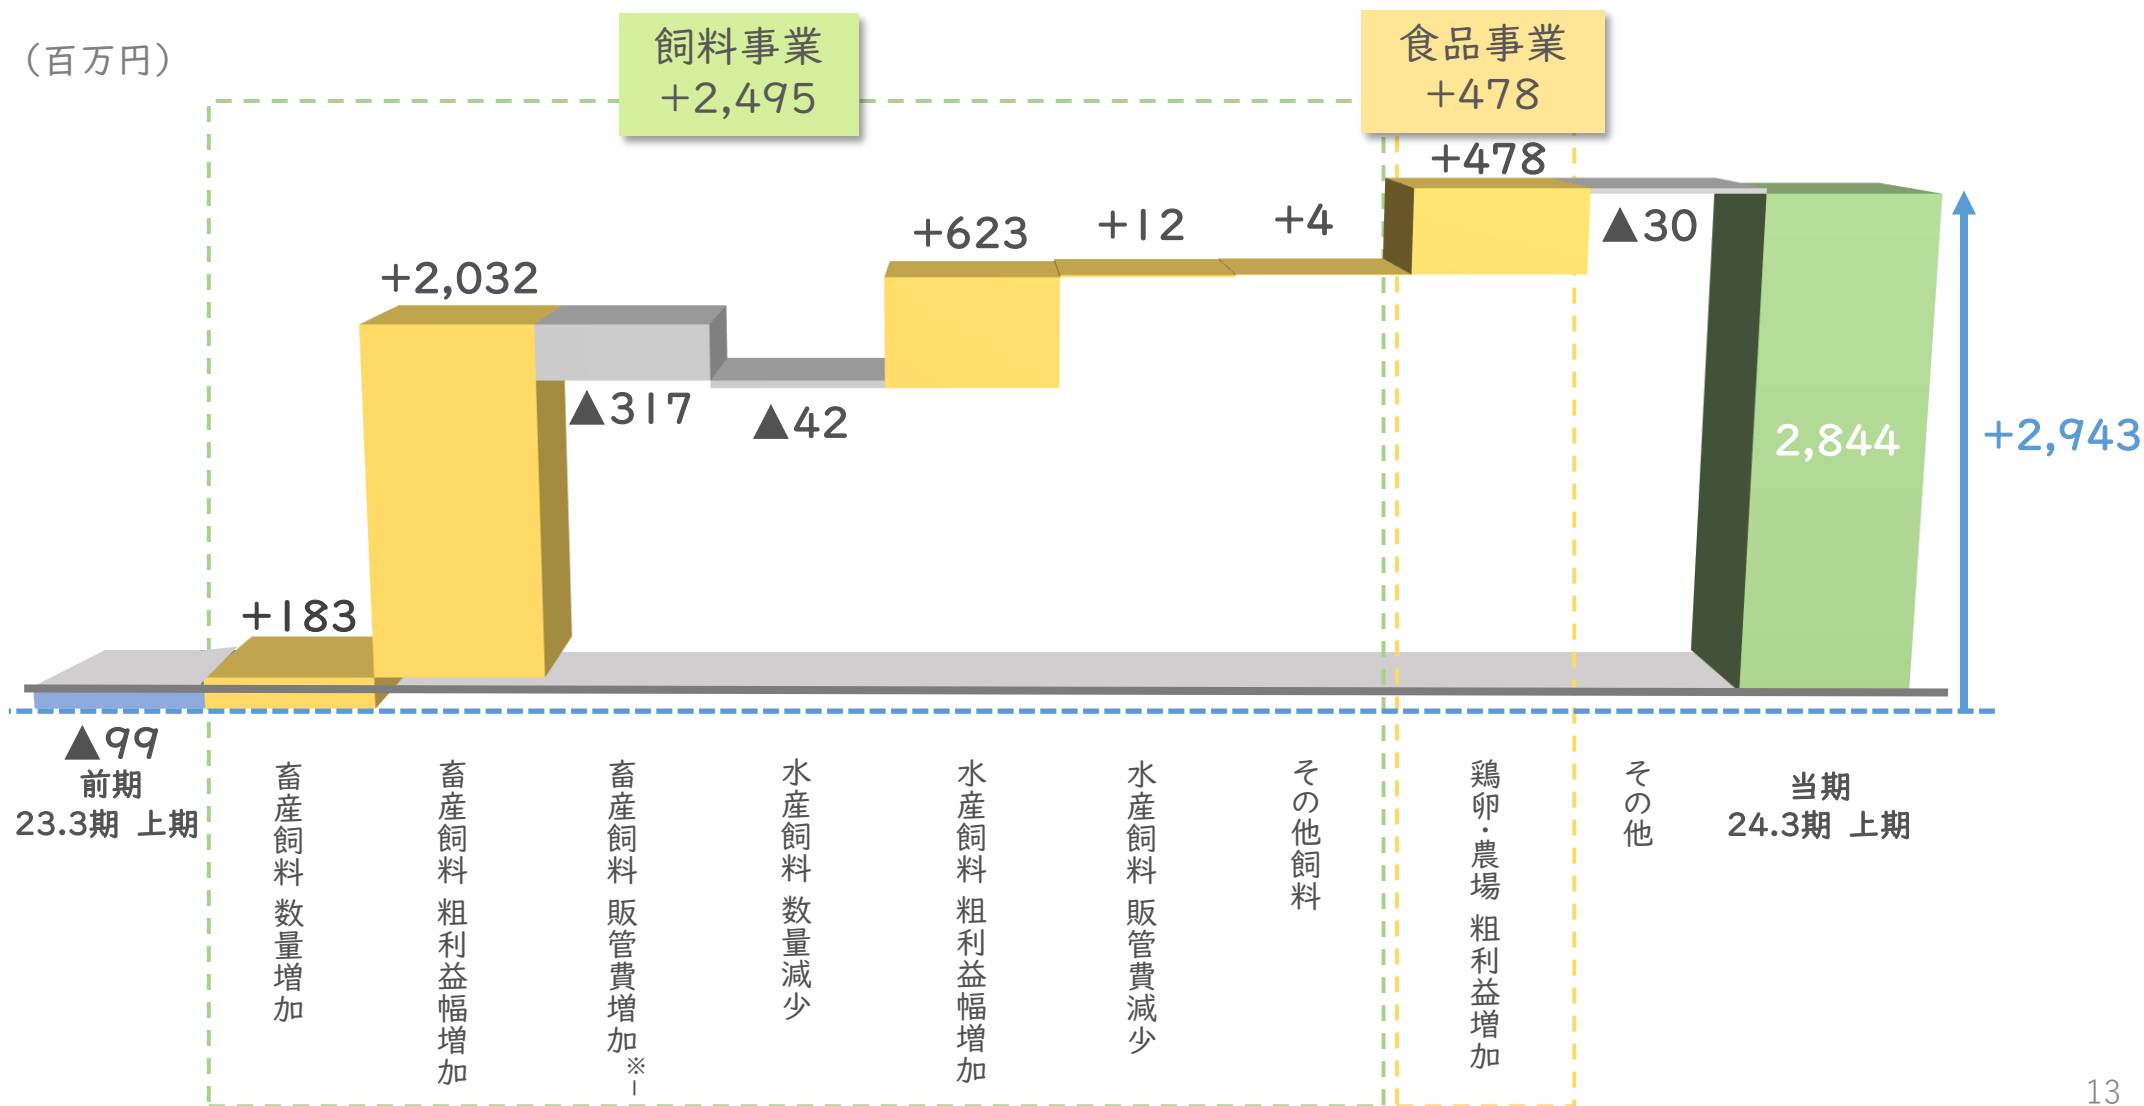 （百万円）
飼料事業
+2,495
食品事業
+478
+478
+623
+12
+4
▲30
+2,032
▲317
▲42
2,844
+2,943
+183
▲99
前期
23.3期 上期
畜産飼料 数量増加
畜産飼料 粗利益幅増加
畜産飼料 販管費増加※1
水産飼料 数量減少
水産飼料 粗利益幅増加
水産飼料 販管費減少
その他飼料
鶏卵・農場 粗利益増加
その他
当期
24.3期 上期
13